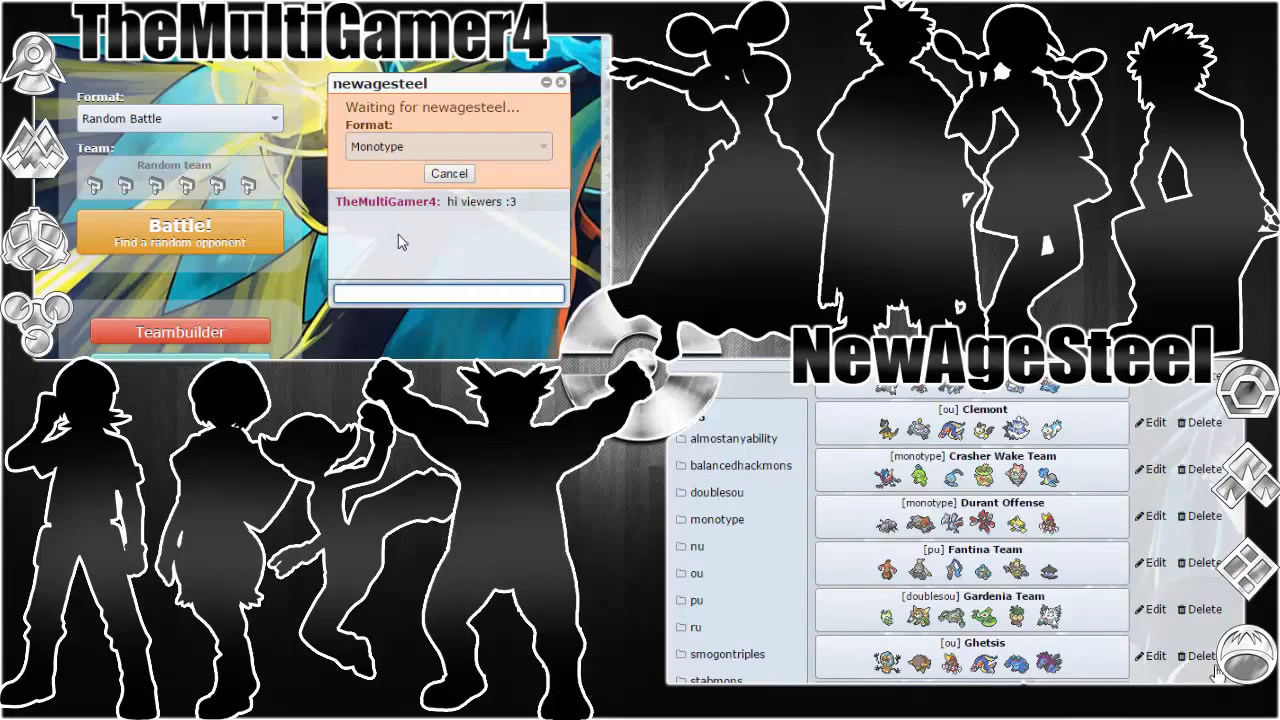 TheMultiGamer4
Format:
Random Battle
Team:
Random team
Battle!
Find a random opponent
Teambuilder
newagesteel
Waiting for newagesteel...
Format:
Monotype
Cancel
TheMultiGamer4: hi viewers :3
NewAgeSteel
almostanyability
balancedhackmons
doublesou
monotype
nu
ou
pu
ru
smogontriples
stabmons
[ou] Clemont
Edit Delete
[monotype] Crasher Wake Team
Edit Delete
[monotype] Durant Offense
Edit Delete
[pu] Fantina Team
Edit Delete
[doublesou] Gardenia Team
Edit Delete
[ou] Ghetsis
Edit Delete